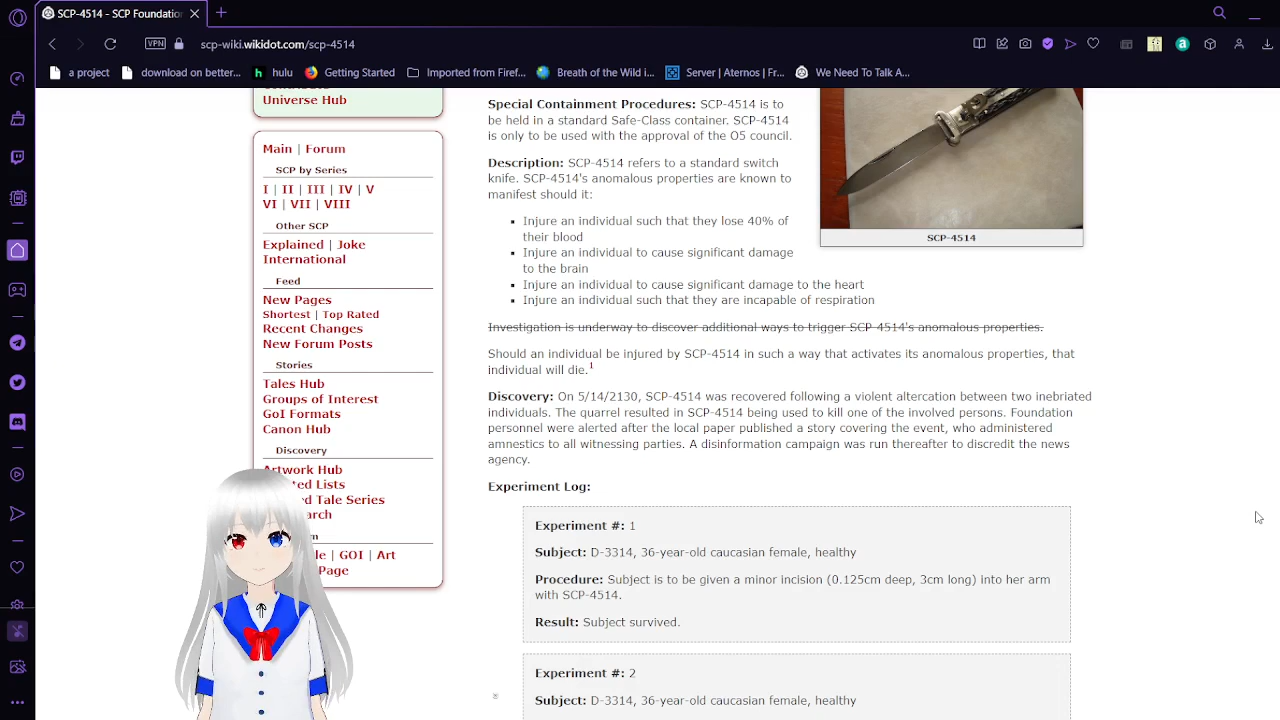 SCP-4514 - SCP Foundatio
VPN
scp-wiki.wikidot.com/scp-4514
a project
download on better...
hulu
Getting Started
Imported from Firef...
Breath of the Wild i...
Server | Aternos | Fr...
We Need To Talk A...
Universe Hub
Main | Forum
SCP by Series
I | II | III | IV | V
VI | VII | VIII
Other SCP
Explained | Joke
International
Feed
New Pages
Shortest | Top Rated
Recent Changes
New Forum Posts
Stories
Tales Hub
Groups of Interest
GoI Formats
Canon Hub
Discovery
Artwork Hub
ted Lists
d Tale Series
arch
n
le | GOI | Art
Page
Special Containment Procedures: SCP-4514 is to
be held in a standard Safe-Class container. SCP-4514
is only to be used with the approval of the O5 council.
Description: SCP-4514 refers to a standard switch
knife. SCP-4514's anomalous properties are known to
manifest should it:
Injure an individual such that they lose 40% of
their blood
Injure an individual to cause significant damage
to the brain
Injure an individual to cause significant damage to the heart
Injure an individual such that they are incapable of respiration
SCP-4514
Investigation is underway to discover additional ways to trigger SCP-4514's anomalous properties.
Should an individual be injured by SCP-4514 in such a way that activates its anomalous properties, that
individual will die.1
Discovery: On 5/14/2130, SCP-4514 was recovered following a violent altercation between two inebriated
individuals. The quarrel resulted in SCP-4514 being used to kill one of the involved persons. Foundation
personnel were alerted after the local paper published a story covering the event, who administered
amnestics to all witnessing parties. A disinformation campaign was run thereafter to discredit the news
agency.
Experiment Log:
Experiment #: 1
Subject: D-3314, 36-year-old caucasian female, healthy
Procedure: Subject is to be given a minor incision (0.125cm deep, 3cm long) into her arm
with SCP-4514.
Result: Subject survived.
Experiment #: 2
Subject: D-3314, 36-year-old caucasian female, healthy